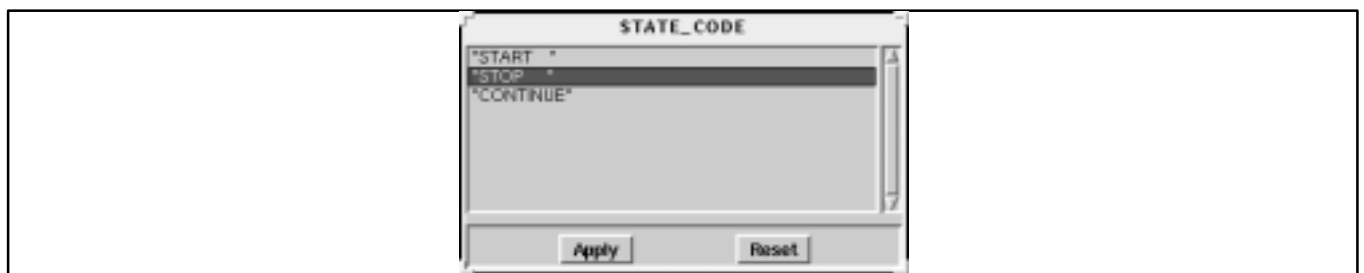 STATE_CODE
"START   "
"STOP    "
"CONTINUE"
Apply Reset